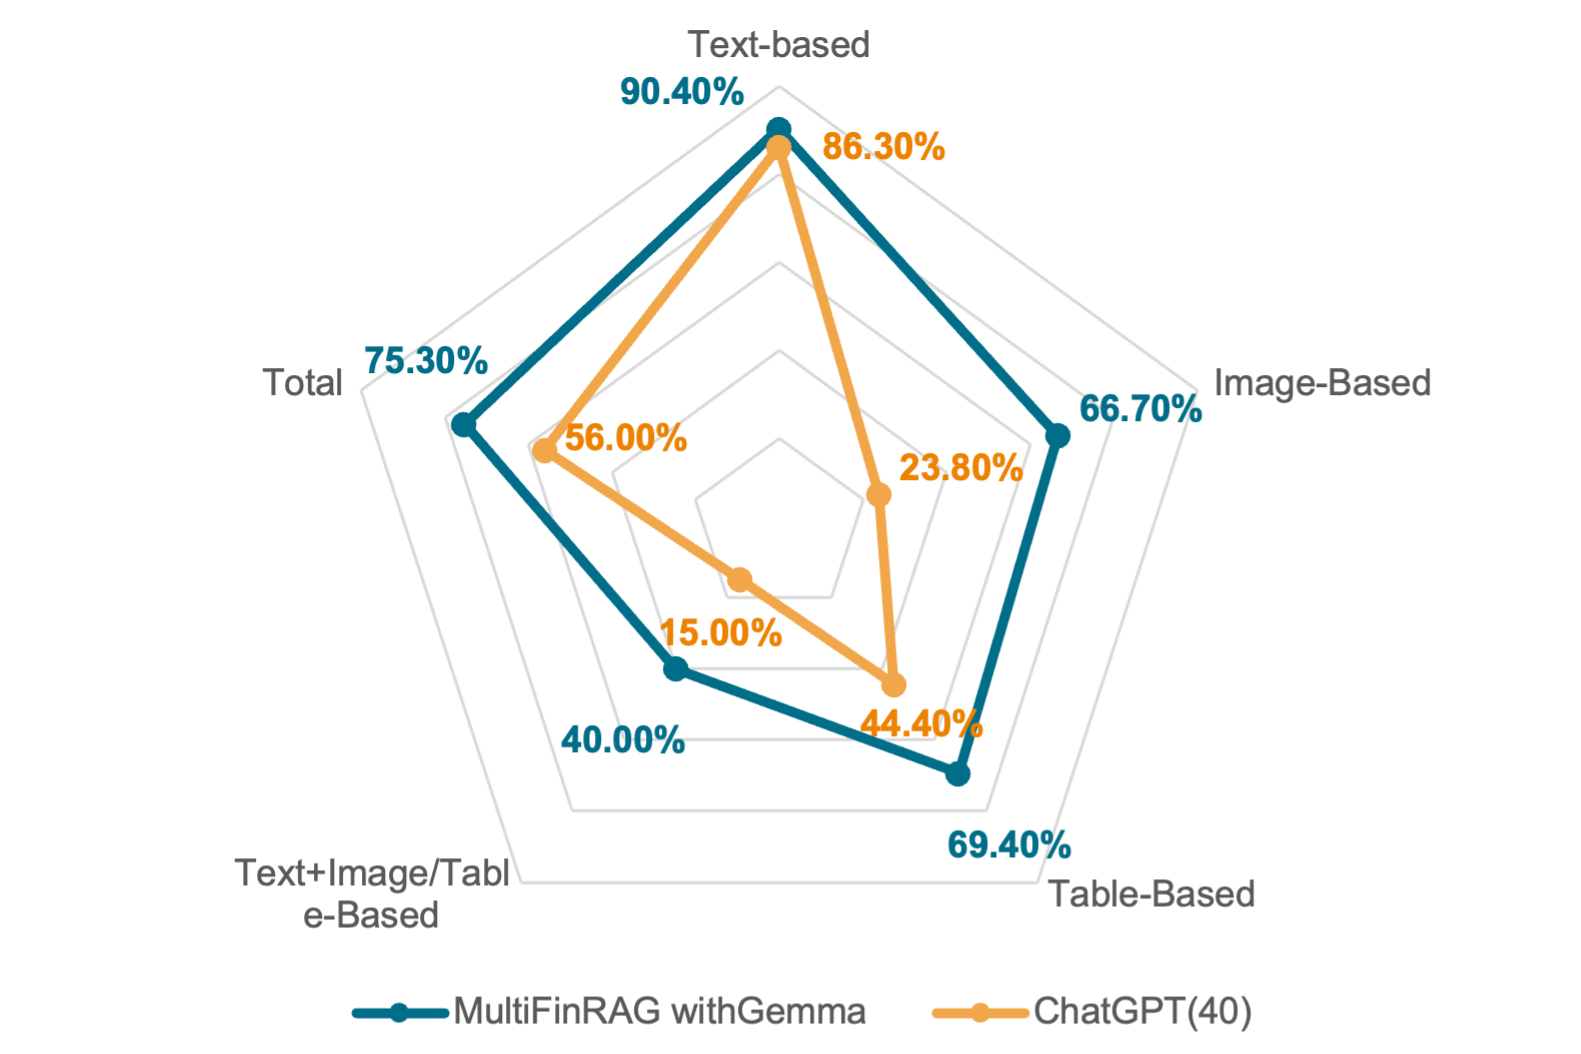 Text-based
90.40%
86.30%
75.30%
Total
Image-Based
66.70%
56.00%
23.80%
15.00%
44.40%
40.00%
69.40%
Text+Image/Tabl
e-Based
Table-Based
MultiFinRAG withGemma
ChatGPT(40)